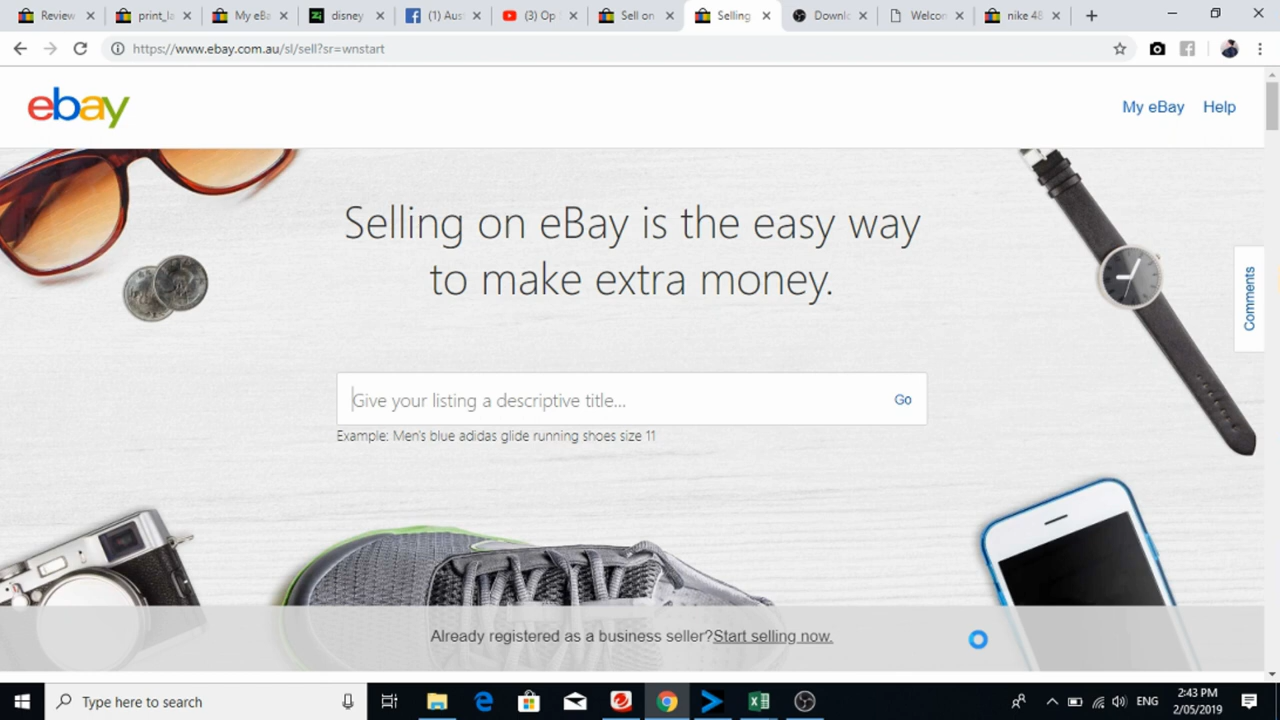 Review
print_la
My eBa
disney
(1) Aus
(3) Op
Sell on
Selling
Downlo
Welcon
nike 48
https://www.ebay.com.au/sl/sell?sr=wnstart
ebay
My eBay
Help
Selling on eBay is the easy way
to make extra money.
Comments
Give your listing a descriptive title...
Go
Example: Men's blue adidas glide running shoes size 11
Already registered as a business seller?Start selling now.
Type here to search
ENG
2:43 PM
2/05/2019